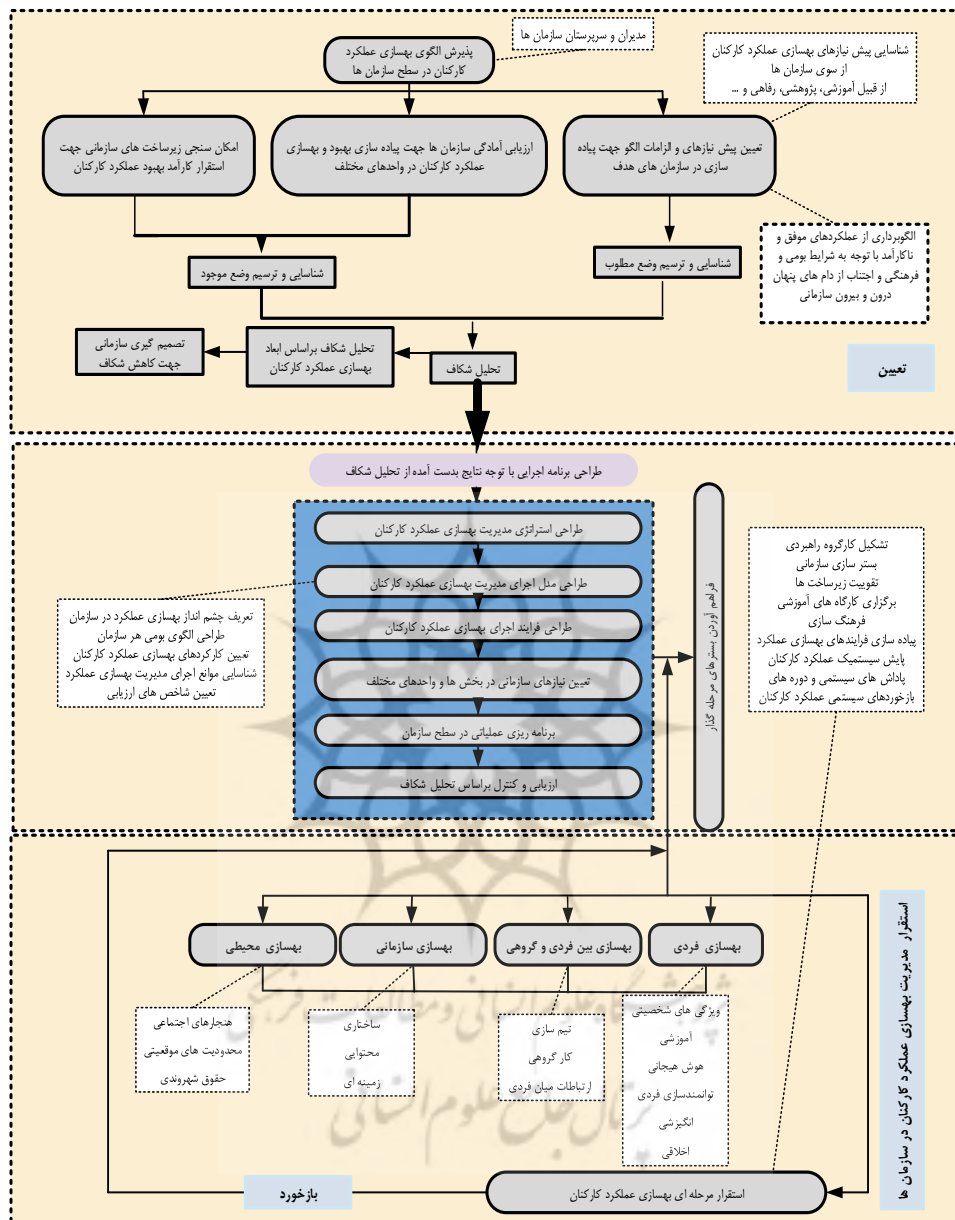 مدیران و سرپرستان سازمان ها
پذیرش الگوی بهسازی عملکرد
کارکنان در سطح سازمان ها
شناسایی پیش نیازهای بهسازی عملکرد کارکنان
از سوی سازمان ها
از قبیل آموزشی، پژوهشی، رفاهی و ...
تعیین پیش نیازهای و الزامات الگو جهت پیاده
سازی در سازمان های هدف
ارزیابی آمادگی سازمان ها جهت پیاده سازی بهبود و بهسازی
عملکرد کارکنان در واحدهای مختلف
امکان سنجی زیرساخت های سازمانی جهت
استقرار کارآمد بهبود عملکرد کارکنان
الگوبرداری از عملکردهای موفق و
ناکارآمد با توجه به شرایط بومی و
فرهنگی و اجتناب از دام های پنهان
درون و بیرون سازمانی
شناسایی و ترسیم وضع مطلوب
شناسایی و ترسیم وضع موجود
تحلیل شکاف
تحلیل شکاف براساس ابعاد
بهسازی عملکرد کارکنان
تصمیم گیری سازمانی
جهت کاهش شکاف
تعیین
طراحی برنامه اجرایی با توجه نتایج بدست آمده از تحلیل شکاف
طراحی استراتژی مدیریت بهسازی عملکرد کارکنان
طراحی مدل اجرای مدیریت بهسازی عملکرد کارکنان
طراحی فرایند اجرای بهسازی عملکرد کارکنان
تعیین نیازهای سازمانی در بخش ها و واحدهای مختلف
برنامه ریزی عملیاتی در سطح سازمان
ارزیابی و کنترل براساس تحلیل شکاف
فراهم آوردن بسترهای مرحله گذار
تشکیل کارگروه راهبردی
بستر سازی سازمانی
تقوییت زیرساخت ها
برگزاری کارگاه های آموزشی
فرهنگ سازی
پیاده سازی فرایندهای بهسازی عملکرد
پایش سیستمیک عملکرد کارکنان
پاداش های سیستمی و دوره های
بازخوردهای سیستمی عملکرد کارکنان
تعریف چشم انداز بهسازی عملکرد در سازمان
طراحی الگوی بومی هر سازمان
تعیین کارکردهای بهسازی عملکرد کارکنان
شناسایی موانع اجرای مدیریت بهسازی عملکرد
تعیین شاخص های ارزیابی
استقرار مدیریت بهسازی عملکرد کارکنان در سازمان ها
بهسازی فردی
بهسازی بین فردی و گروهی
بهسازی سازمانی
بهسازی محیطی
ویژگی های شخصیتی
آموزشی
هوش هیجانی
توانمندسازی فردی
انگیزشی
اخلاقی
تیم سازی
کار گروهی
ارتباطات میان فردی
ساختاری
محتوایی
زمینه ای
هنجارهای اجتماعی
محدودیت های موقعیتی
حقوق شهروندی
پژوهشگاه علوم انسانی و مطالعات فرهنگی
پرتال جامع علوم انسانی
استقرار مرحله ای بهسازی عملکرد کارکنان
بازخورد